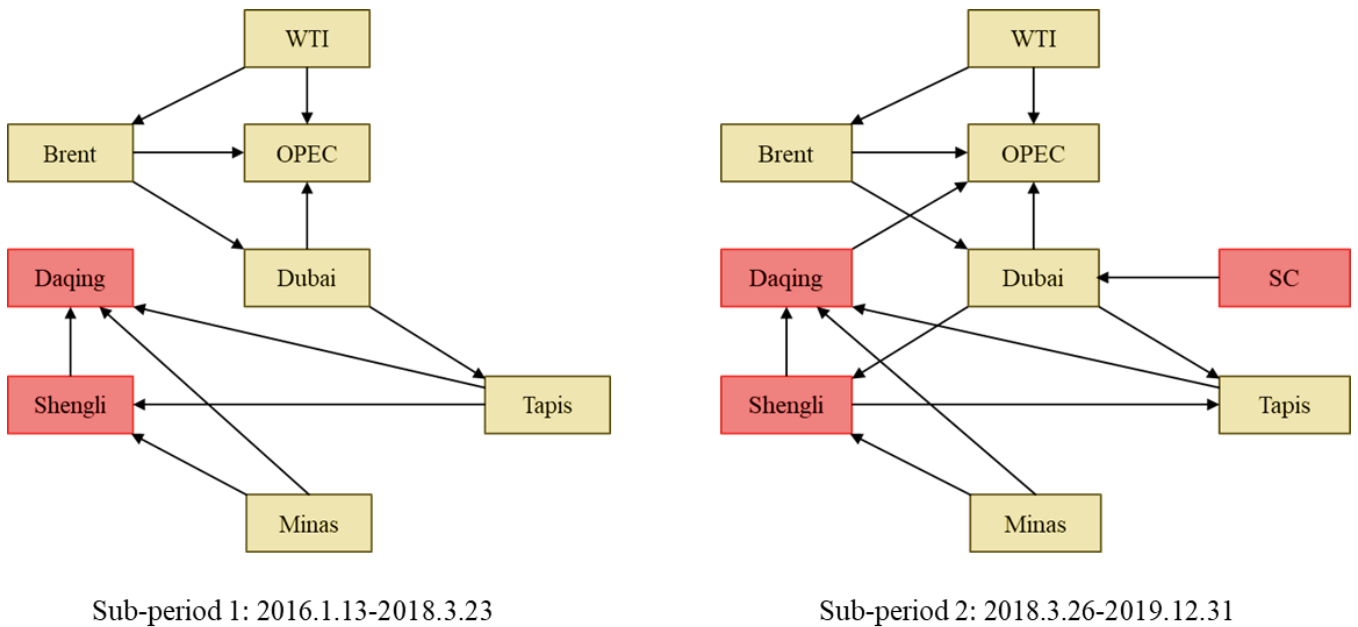 WTI
Brent
OPEC
Daqing
Dubai
Shengli
Tapis
Minas
Sub-period 1: 2016.1.13-2018.3.23
WTI
Brent
OPEC
Daqing
Dubai
SC
Shengli
Tapis
Minas
Sub-period 2: 2018.3.26-2019.12.31